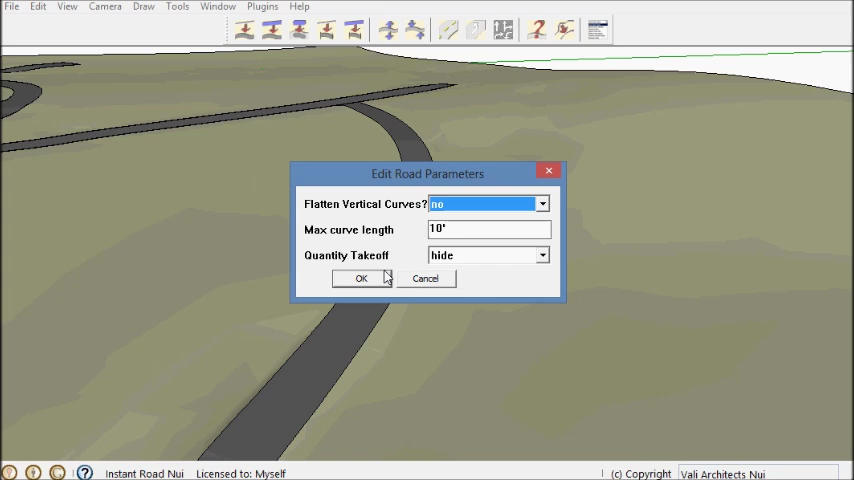 File Edit View Camera Draw Tools Window Plugins Help
Edit Road Parameters
Flatten Vertical Curves? no
Max curve length 10'
Quantity Takeoff hide
OK Cancel
Instant Road Nui Licensed to: Myself (c) Copyright Vali Architects Nui